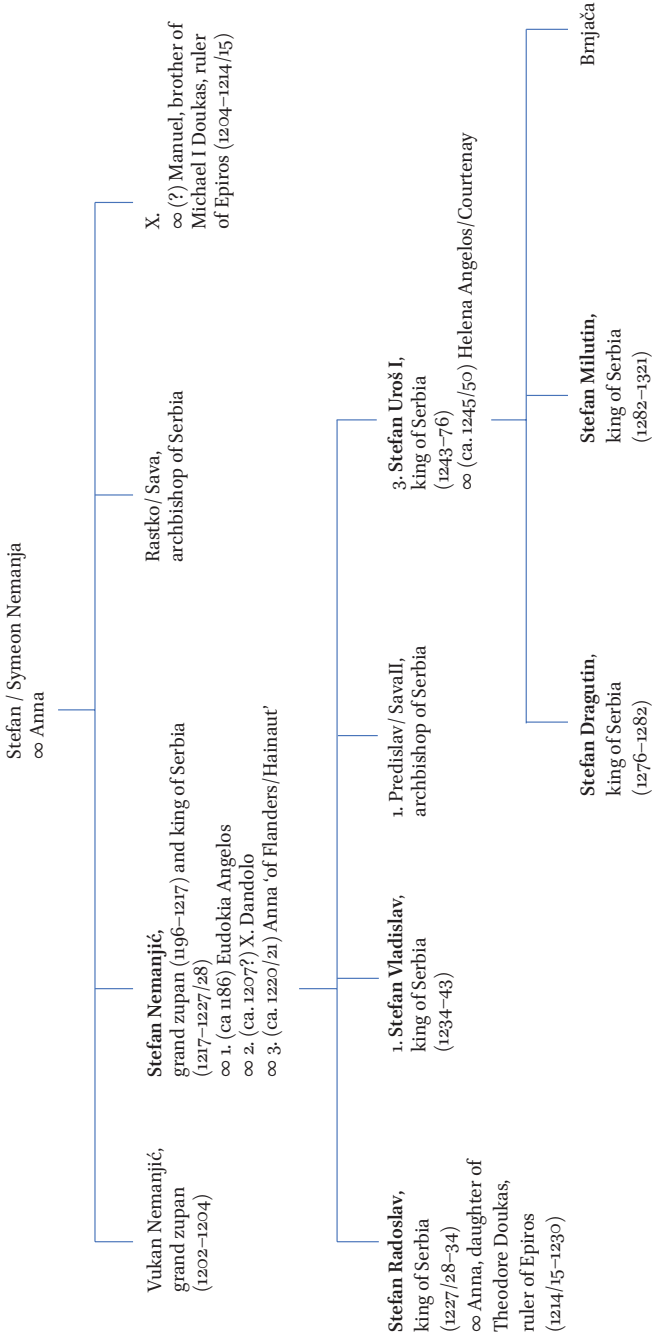 Stefan / Symeon Nemanja
∞ Anna
Vukan Nemanjić,
grand zupan
(1202–1204)
Stefan Nemanjić,
grand zupan (1196–1217) and king of Serbia
(1217–1227/28)
∞ 1. (ca 1186) Eudokia Angelos
∞ 2. (ca. 1207?) X. Dandolo
∞ 3. (ca. 1220/21) Anna ‘of Flanders/Hainaut’
Rastko/ Sava,
archbishop of Serbia
X.
∞ (?) Manuel, brother of
Michael I Doukas, ruler
of Epiros (1204–1214/15)
Stefan Radoslav,
king of Serbia
(1227/28–34)
∞ Anna, daughter of
Theodore Doukas,
ruler of Epiros
(1214/15–1230)
1. Stefan Vladislav,
king of Serbia
(1234–43)
1. Predislav/ SavaII,
archbishop of Serbia
3. Stefan Uroš I,
king of Serbia
(1243–76)
∞ (ca. 1245/50) Helena Angelos/Courtenay
Stefan Dragutin,
king of Serbia
(1276–1282)
Stefan Milutin,
king of Serbia
(1282–1321)
Brnjača